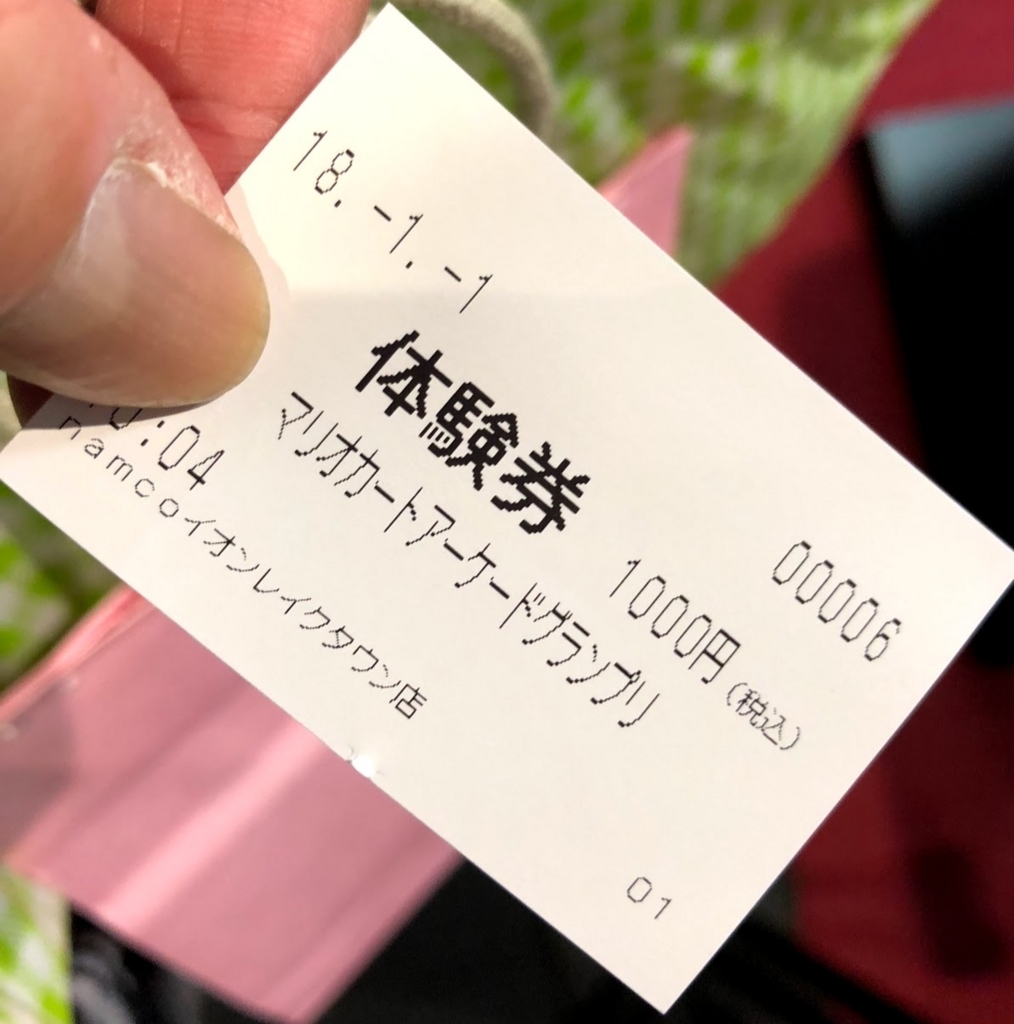 18.-1.-1
00006
体験券
1000円(税込)
マリオカートアーケードグランプリ
:04
namcoイオンレイクタウン店
01